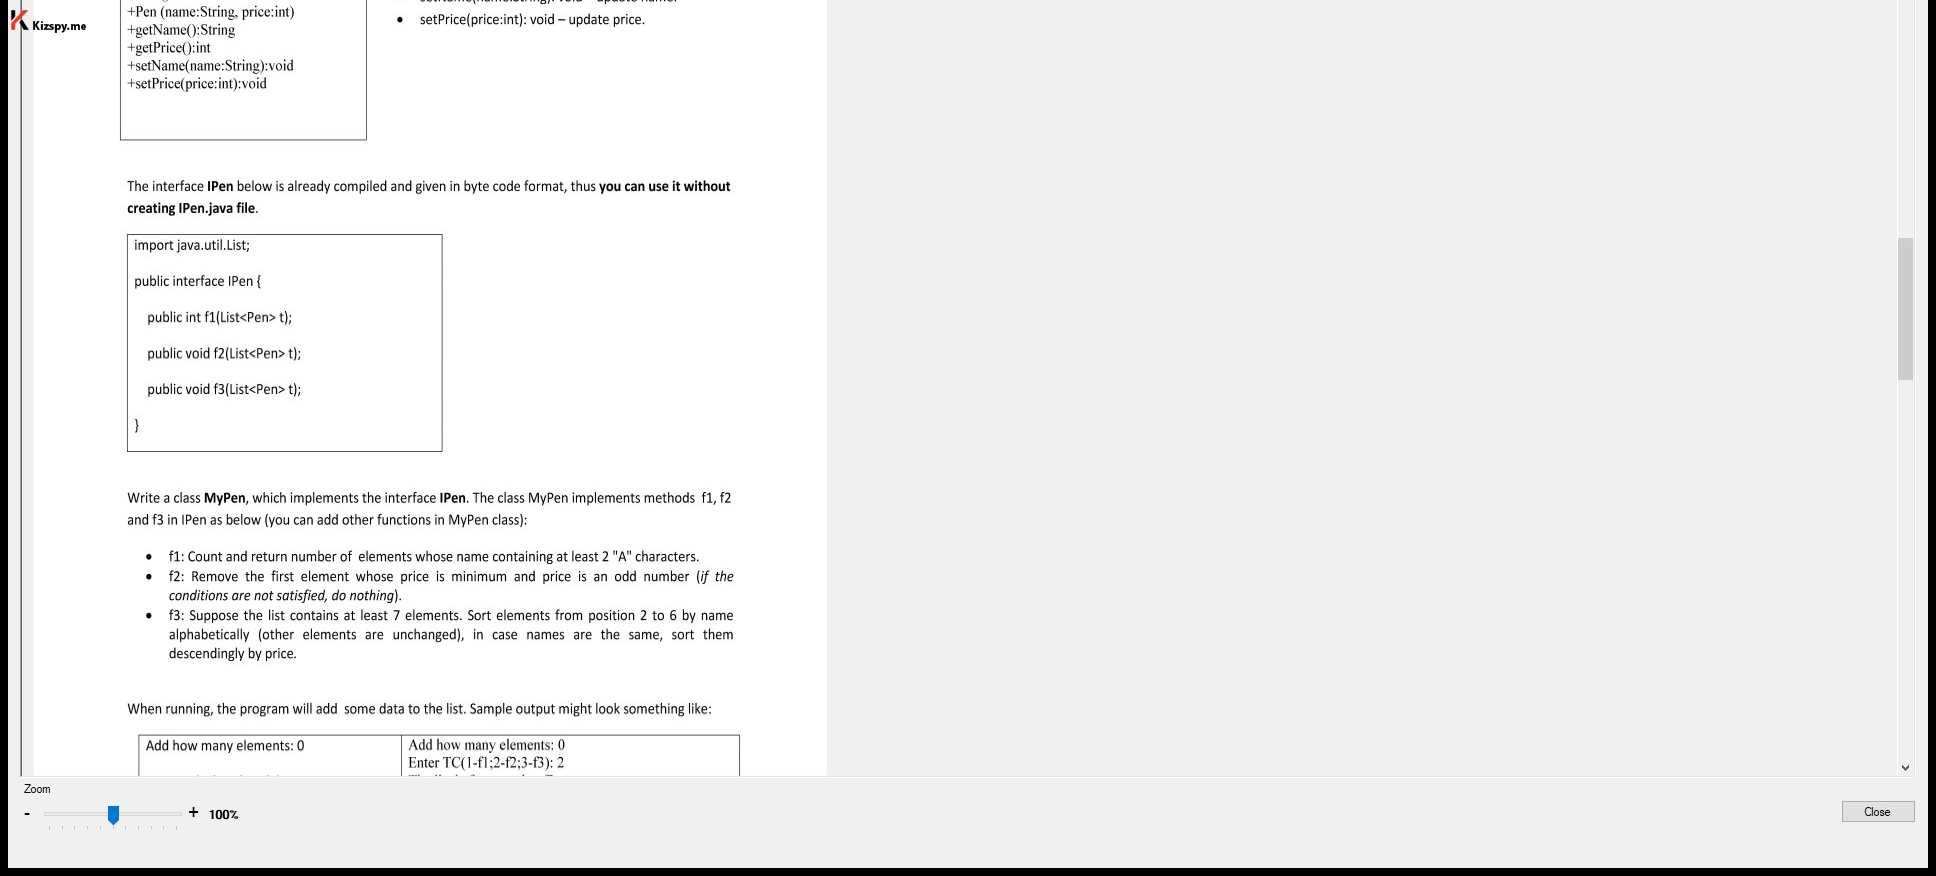 Kizspy.me
+Pen (name:String, price:int)
+getName():String
+getPrice():int
+setName(name:String):void
+setPrice(price:int):void
• setPrice(price:int): void – update price.
The interface IPen below is already compiled and given in byte code format, thus you can use it without
creating IPen.java file.
import java.util.List;
public interface IPen {
public int f1(List<Pen> t);
public void f2(List<Pen> t);
public void f3(List<Pen> t);
}
Write a class MyPen, which implements the interface IPen. The class MyPen implements methods f1, f2
and f3 in IPen as below (you can add other functions in MyPen class):
• f1: Count and return number of elements whose name containing at least 2 "A" characters.
• f2: Remove the first element whose price is minimum and price is an odd number (if the
conditions are not satisfied, do nothing).
• f3: Suppose the list contains at least 7 elements. Sort elements from position 2 to 6 by name
alphabetically (other elements are unchanged), in case names are the same, sort them
descendingly by price.
When running, the program will add some data to the list. Sample output might look something like:
Add how many elements: 0
Add how many elements: 0
Enter TC(1-f1;2-f2;3-f3): 2
Zoom
- + 100%
Close